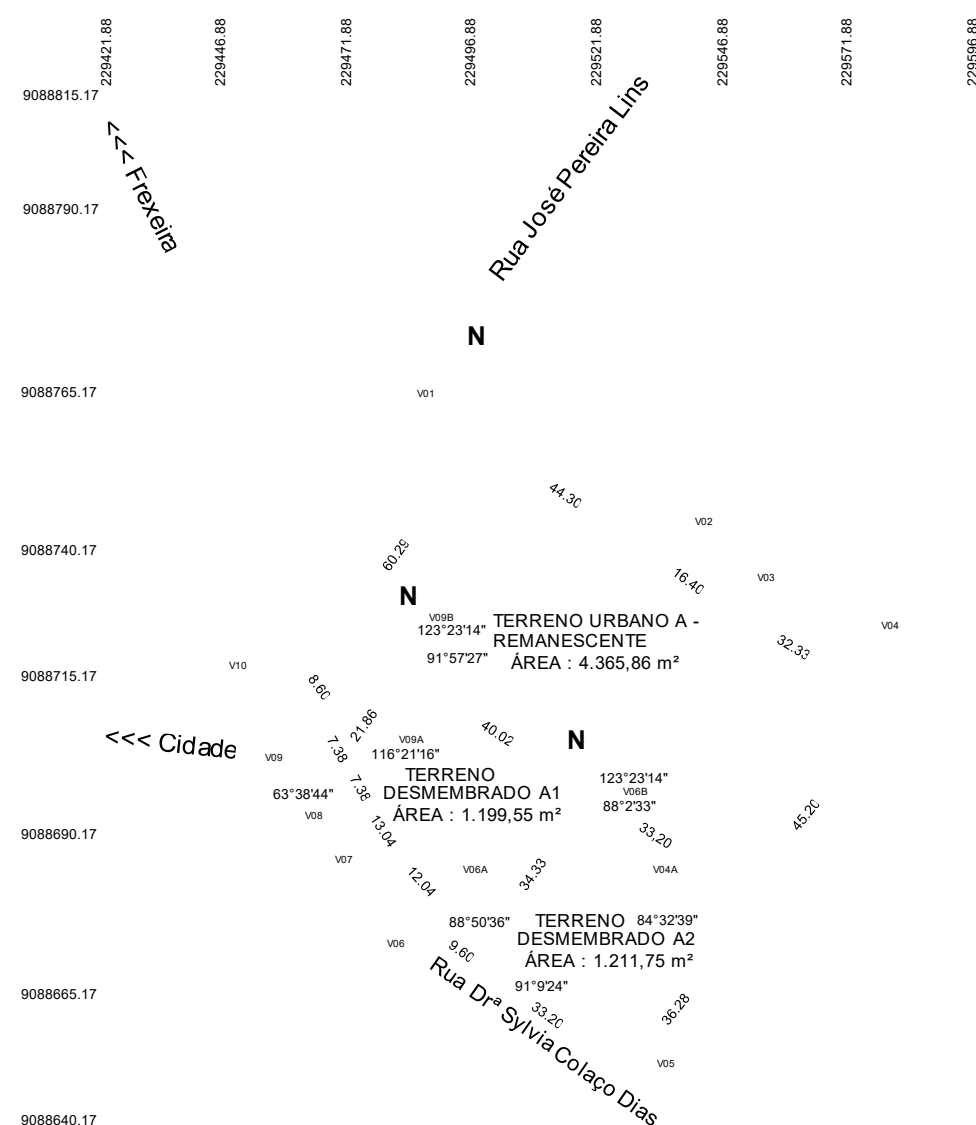 229421.88
229446.88
229471.88
229496.88
229521.88
229546.88
229571.88
229596.88
9088815.17
<<< Frexeira
Rua José Pereira Lins
9088790.17
N
9088765.17
V01
44.30
V02
9088740.17
60.29
16.40
V03
N
V09B
123°23'14"
TERRENO URBANO A -
REMANESCENTE
ÁREA : 4.365,86 m²
91°57'27"
V04
32.33
V10
9088715.17
8.60
<<< Cidade
21.86
7.38
40.02
N
V09A
116°21'16"
V09
63°38'44"
7.38
TERRENO
DESMEMBRADO A1
ÁREA : 1.199,55 m²
123°23'14"
V06B
88°2'33"
V08
45.20
9088690.17
13.04
33,20
V07
12.04
V06A
34.33
V04A
88°50'36"
TERRENO
84°32'39"
DESMEMBRADO A2
ÁREA : 1.211,75 m²
V06
9.60
9088665.17
91°9'24"
33.20
36.28
Rua Drª Sylvia Colaço Dias
V05
9088640.17